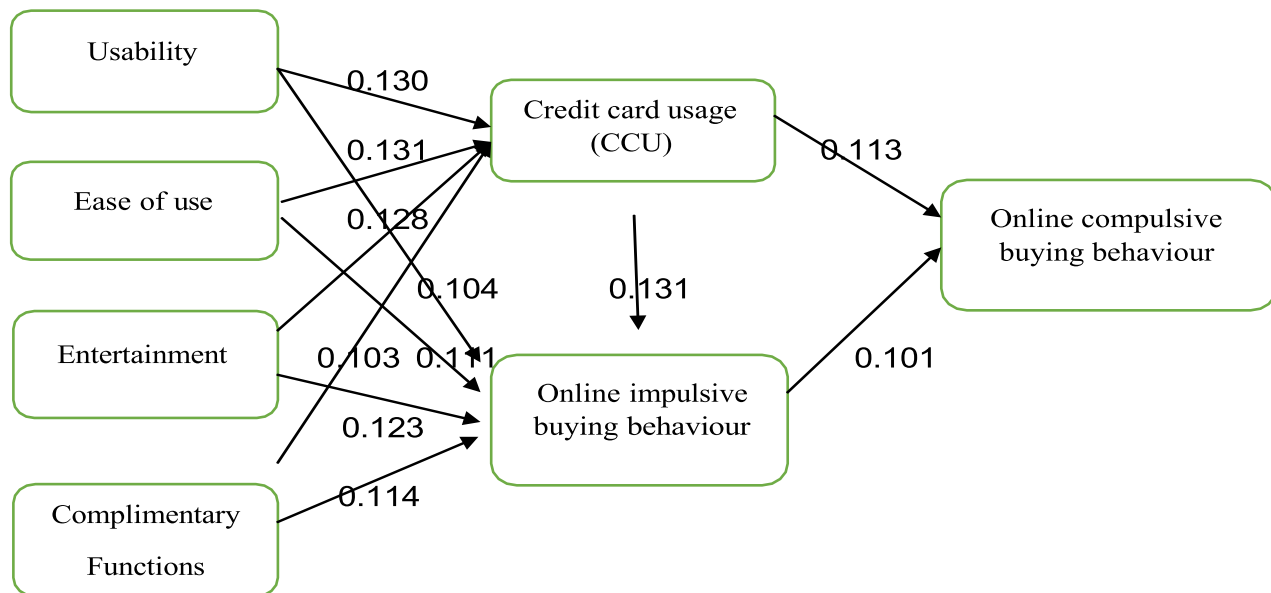 Usability
0.130
Credit card usage
(CCU)
0.131
0.113
Ease of use
0.128
Online compulsive
buying behaviour
0.104
0.131
Entertainment
0.103
0.111
0.101
Online impulsive
buying behaviour
0.123
0.114
Complimentary
Functions